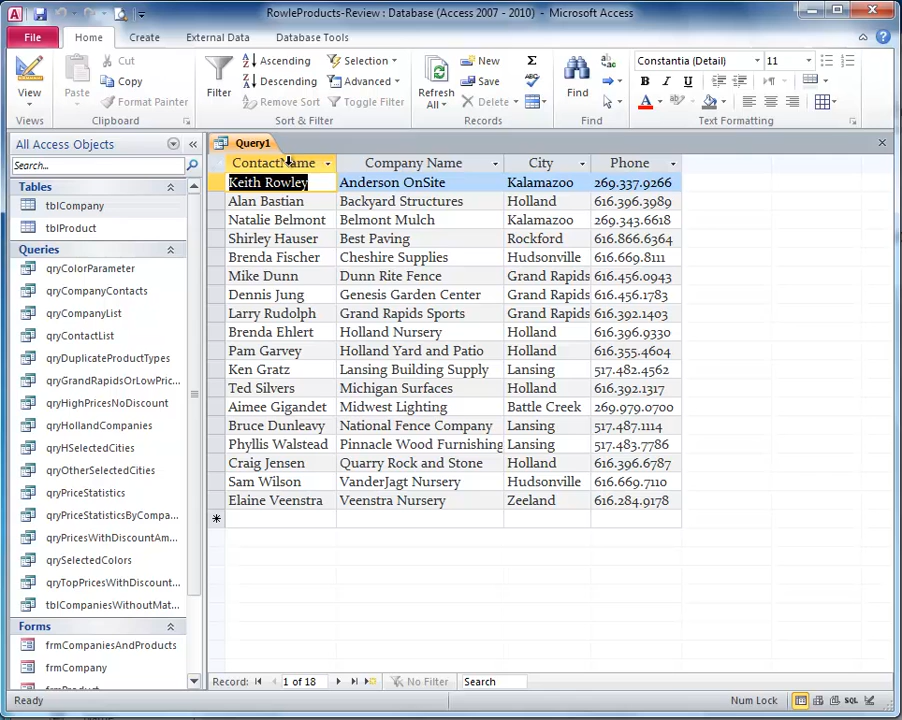 RowleProducts-Review : Database (Access 2007 - 2010) - Microsoft Access
File Home Create External Data Database Tools
View
Views
Paste
Cut
Copy
Format Painter
Clipboard
Filter
Ascending
Descending
Remove Sort
Selection
Advanced
Toggle Filter
Sort & Filter
Refresh All
New
Save
Delete
Records
Find
Find
Constantia (Detail) 11
B I U
Text Formatting
All Access Objects
Search...
Tables
tblCompany
tblProduct
Queries
qryColorParameter
qryCompanyContacts
qryCompanyList
qryContactList
qryDuplicateProductTypes
qryGrandRapidsOrLowPric...
qryHighPricesNoDiscount
qryHollandCompanies
qryHSelectedCities
qryOtherSelectedCities
qryPriceStatistics
qryPriceStatisticsByCompa...
qryPricesWithDiscountAm...
qrySelectedColors
qryTopPricesWithDiscount...
tblCompaniesWithoutMat...
Forms
frmCompaniesAndProducts
frmCompany
Query1
ContactName Company Name City Phone
Keith Rowley Anderson OnSite Kalamazoo 269.337.9266
Alan Bastian Backyard Structures Holland 616.396.3989
Natalie Belmont Belmont Mulch Kalamazoo 269.343.6618
Shirley Hauser Best Paving Rockford 616.866.6364
Brenda Fischer Cheshire Supplies Hudsonville 616.669.8111
Mike Dunn Dunn Rite Fence Grand Rapids 616.456.0943
Dennis Jung Genesis Garden Center Grand Rapids 616.456.1783
Larry Rudolph Grand Rapids Sports Grand Rapids 616.392.1403
Brenda Ehlert Holland Nursery Holland 616.396.9330
Pam Garvey Holland Yard and Patio Holland 616.355.4604
Ken Gratz Lansing Building Supply Lansing 517.482.4562
Ted Silvers Michigan Surfaces Holland 616.392.1317
Aimee Gigandet Midwest Lighting Battle Creek 269.979.0700
Bruce Dunleavy National Fence Company Lansing 517.487.1114
Phyllis Walstead Pinnacle Wood Furnishing Lansing 517.483.7786
Craig Jensen Quarry Rock and Stone Holland 616.396.6787
Sam Wilson VanderJagt Nursery Hudsonville 616.669.7110
Elaine Veenstra Veenstra Nursery Zeeland 616.284.9178
Record: 1 of 18 No Filter Search
Ready Num Lock SQL